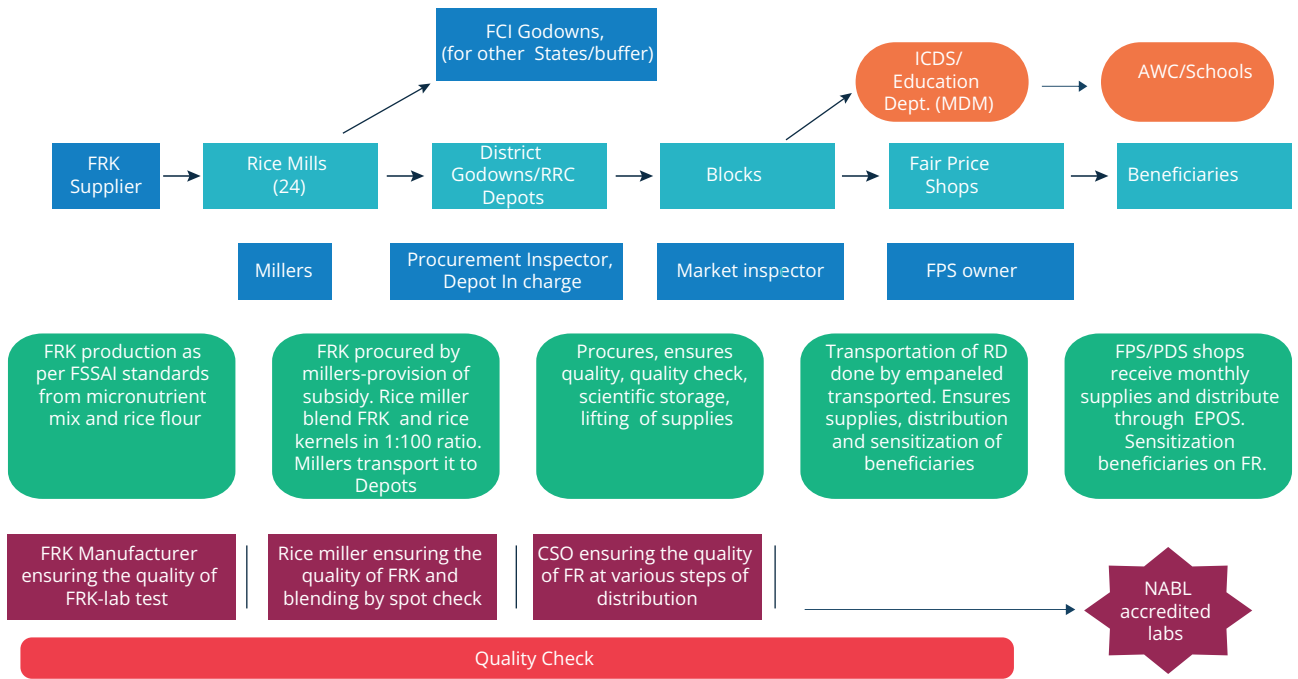 FCI Godowns,
(for other States/buffer)
ICDS/
Education
Dept. (MDM)
AWC/Schools
FRK
Supplier
Rice Mills
(24)
District
Godowns/RRC
Depots
Blocks
Fair Price
Shops
Beneficiaries
Millers
Procurement Inspector,
Depot In charge
Market inspector
FPS owner
FRK production as
per FSSAI standards
from micronutrient
mix and rice flour
FRK procured by
millers-provision of
subsidy. Rice miller
blend FRK and rice
kernels in 1:100 ratio.
Millers transport it to
Depots
Procures, ensures
quality, quality check,
scientific storage,
lifting of supplies
Transportation of RD
done by empaneled
transported. Ensures
supplies, distribution
and sensitization of
beneficiaries
FPS/PDS shops
receive monthly
supplies and distribute
through EPOS.
Sensitization
beneficiaries on FR.
FRK Manufacturer
ensuring the quality of
FRK-lab test
Rice miller ensuring the
quality of FRK and
blending by spot check
CSO ensuring the quality
of FR at various steps of
distribution
NABL
accredited
labs
Quality Check